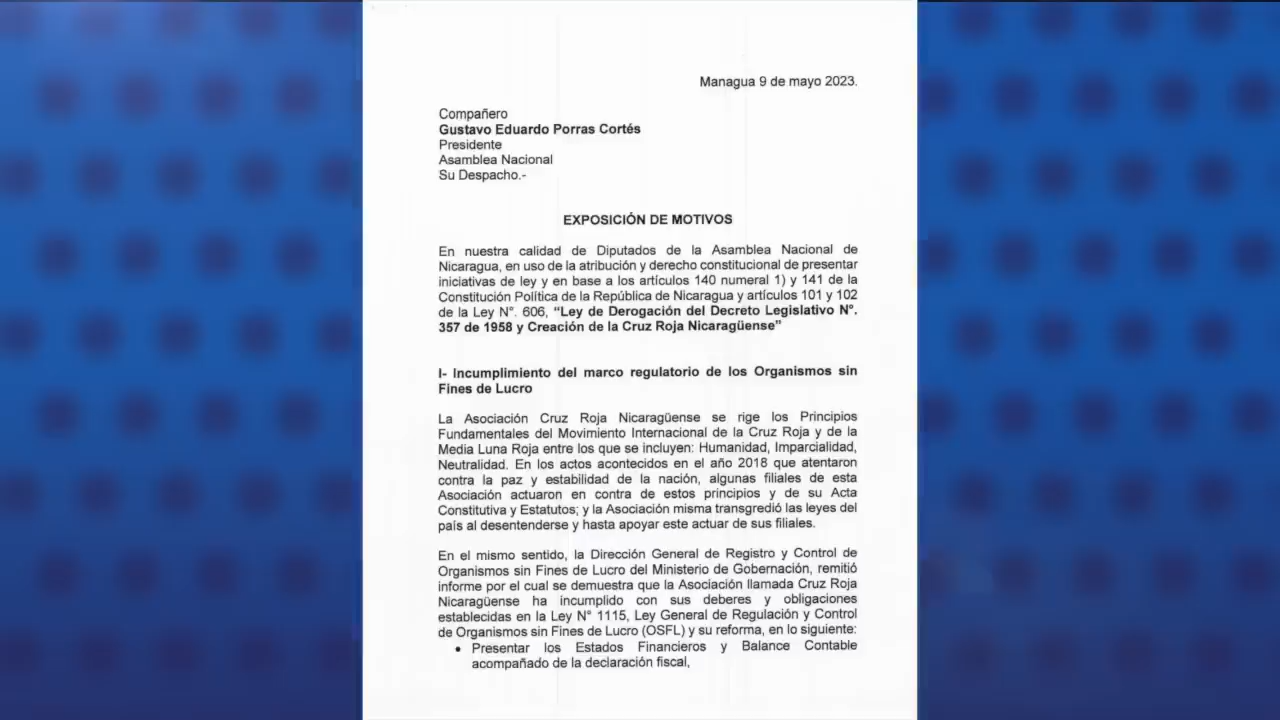 Managua 9 de mayo 2023.
Compañero
Gustavo Eduardo Porras Cortés
Presidente
Asamblea Nacional
Su Despacho.-
EXPOSICIÓN DE MOTIVOS
En nuestra calidad de Diputados de la Asamblea Nacional de
Nicaragua, en uso de la atribución y derecho constitucional de presentar
iniciativas de ley y en base a los artículos 140 numeral 1) y 141 de la
Constitución Política de la República de Nicaragua y artículos 101 y 102
de la Ley N°. 606, “Ley de Derogación del Decreto Legislativo N°.
357 de 1958 y Creación de la Cruz Roja Nicaragüense”
I- Incumplimiento del marco regulatorio de los Organismos sin
Fines de Lucro
La Asociación Cruz Roja Nicaragüense se rige los Principios
Fundamentales del Movimiento Internacional de la Cruz Roja y de la
Media Luna Roja entre los que se incluyen: Humanidad, Imparcialidad,
Neutralidad. En los actos acontecidos en el año 2018 que atentaron
contra la paz y estabilidad de la nación, algunas filiales de esta
Asociación actuaron en contra de estos principios y de su Acta
Constitutiva y Estatutos; y la Asociación misma transgredió las leyes del
país al desentenderse y hasta apoyar este actuar de sus filiales.
En el mismo sentido, la Dirección General de Registro y Control de
Organismos sin Fines de Lucro del Ministerio de Gobernación, remitió
informe por el cual se demuestra que la Asociación llamada Cruz Roja
Nicaragüense ha incumplido con sus deberes y obligaciones
establecidas en la Ley N° 1115, Ley General de Regulación y Control
de Organismos sin Fines de Lucro (OSFL) y su reforma, en lo siguiente:
• Presentar los Estados Financieros y Balance Contable
acompañado de la declaración fiscal,